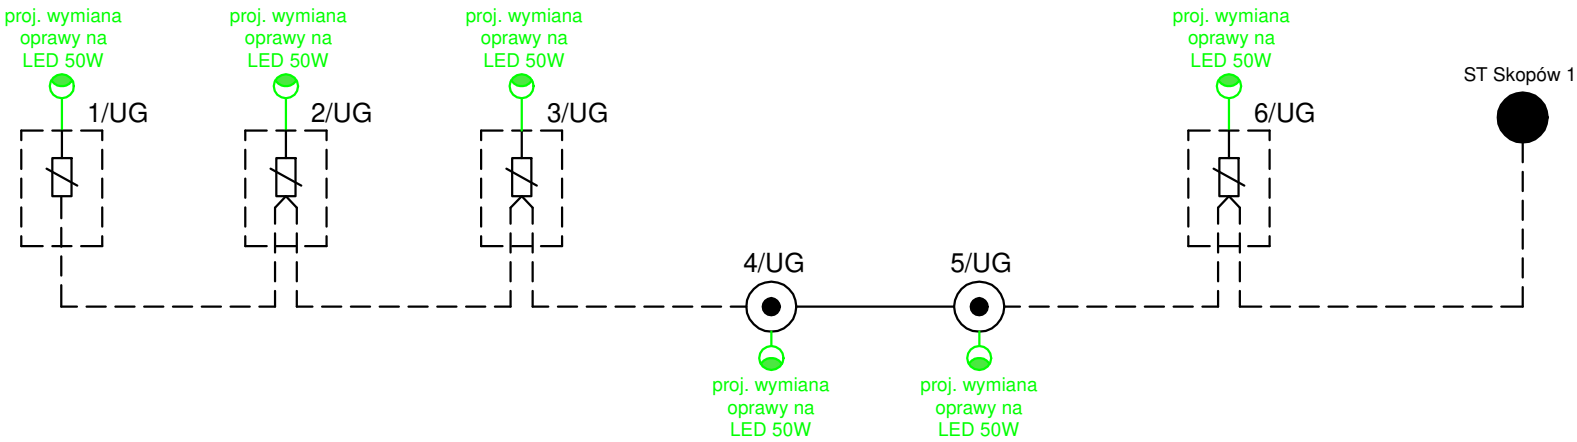 proj. wymiana
oprawy na
LED 50W
proj. wymiana
oprawy na
LED 50W
proj. wymiana
oprawy na
LED 50W
proj. wymiana
oprawy na
LED 50W
ST Skopów 1
1/UG
2/UG
3/UG
6/UG
4/UG
5/UG
proj. wymiana
oprawy na
LED 50W
proj. wymiana
oprawy na
LED 50W